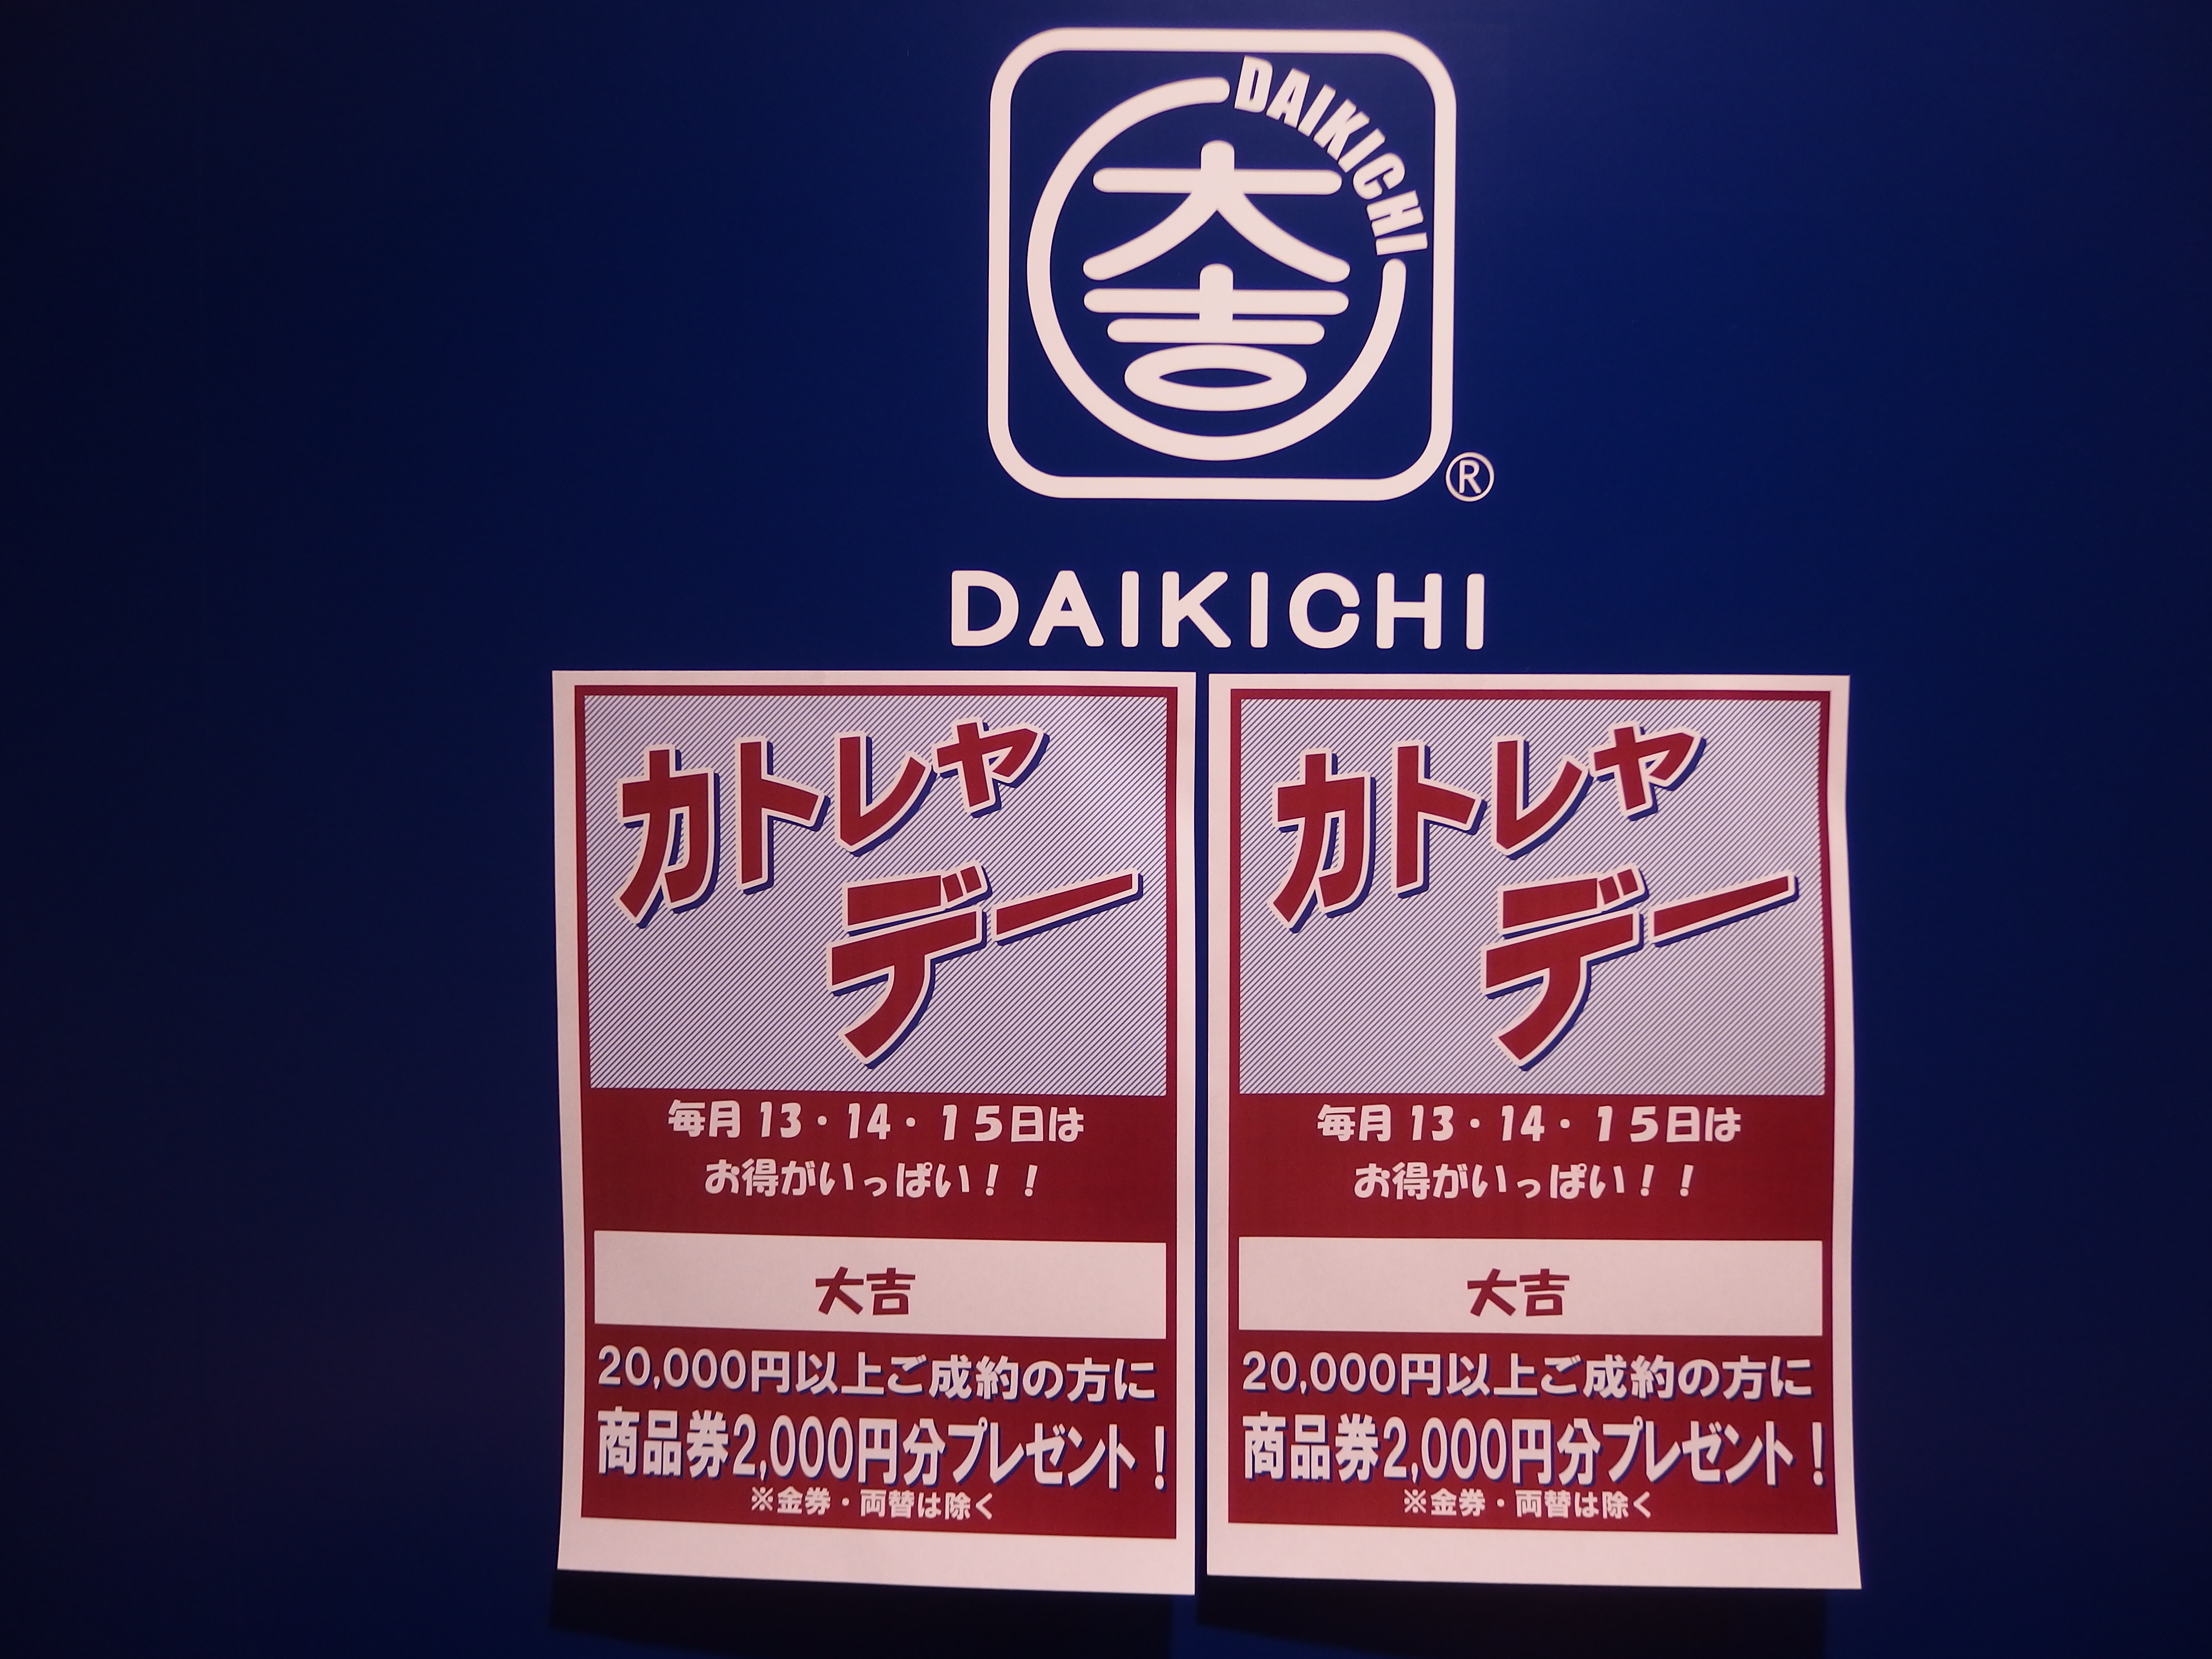 DAIKICHI
大吉
®
DAIKICHI
カトレヤ
デー
毎月13・14・15日は
お得がいっぱい！！
大吉
20,000円以上ご成約の方に
商品券2,000円分プレゼント！
※金券・両替は除く
カトレヤ
デー
毎月13・14・15日は
お得がいっぱい！！
大吉
20,000円以上ご成約の方に
商品券2,000円分プレゼント！
※金券・両替は除く